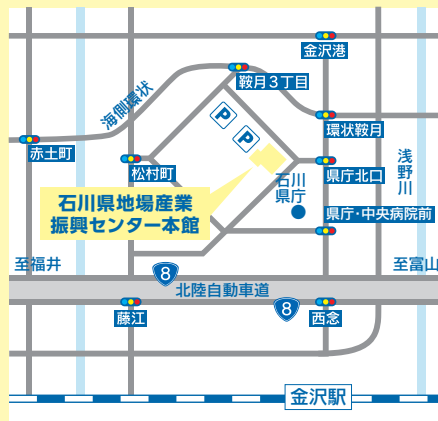 金沢港
鞍月3丁目
海側環状
P
P
環状鞍月
赤土町
松村町
県庁北口
浅野川
石川
県庁
石川県地場産業
振興センター本館
県庁・中央病院前
至福井
8
至富山
北陸自動車道
8
藤江
西念
金沢駅